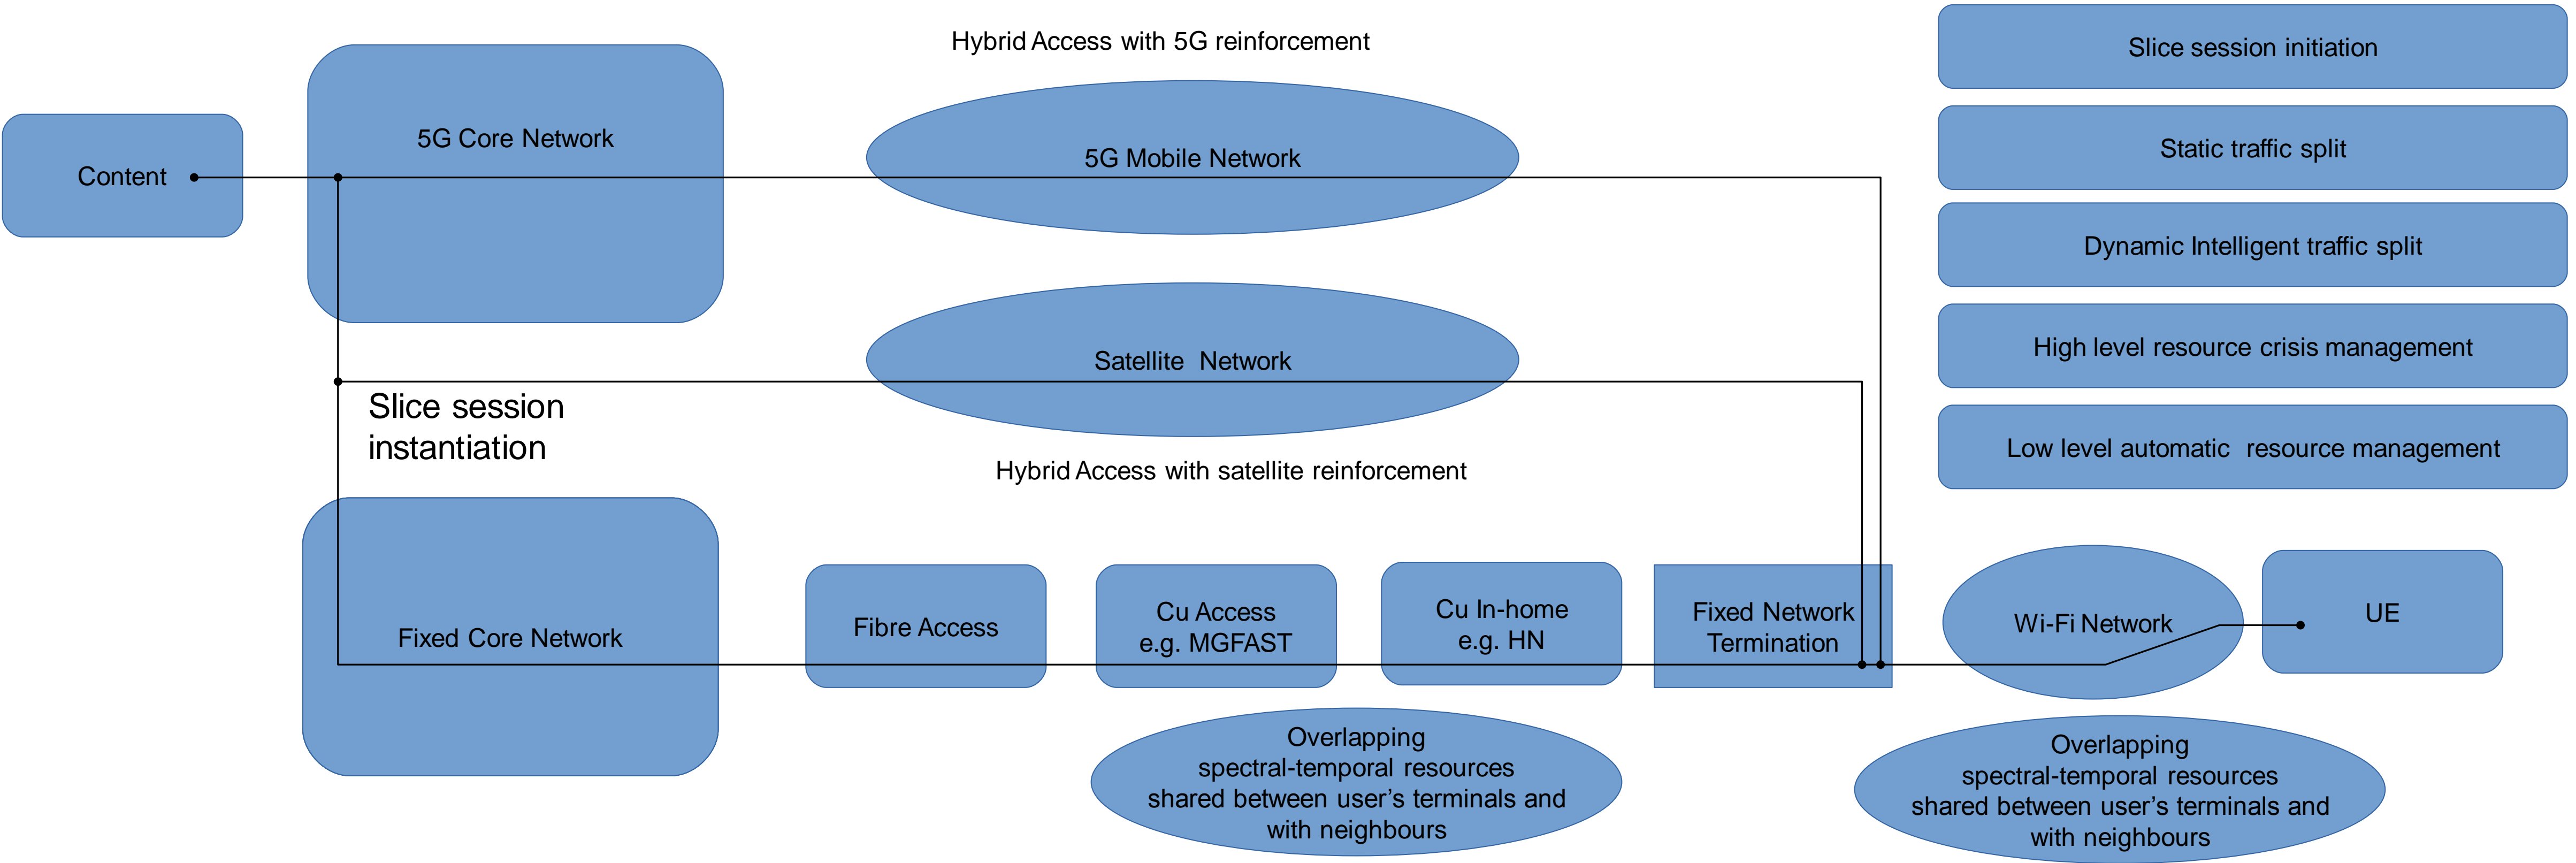 Hybrid Access with 5G reinforcement
Slice session initiation
5G Core Network
Static traffic split
5G Mobile Network
Content
Dynamic Intelligent traffic split
Satellite Network
High level resource crisis management
Slice session
instantiation
Hybrid Access with satellite reinforcement
Low level automatic resource management
Fixed Core Network
Fibre Access
Cu Access
e.g. MGFAST
Cu In-home
e.g. HN
Fixed Network
Termination
Wi-Fi Network
UE
Overlapping
spectral-temporal resources
shared between user’s terminals and
with neighbours
Overlapping
spectral-temporal resources
shared between user’s terminals and
with neighbours